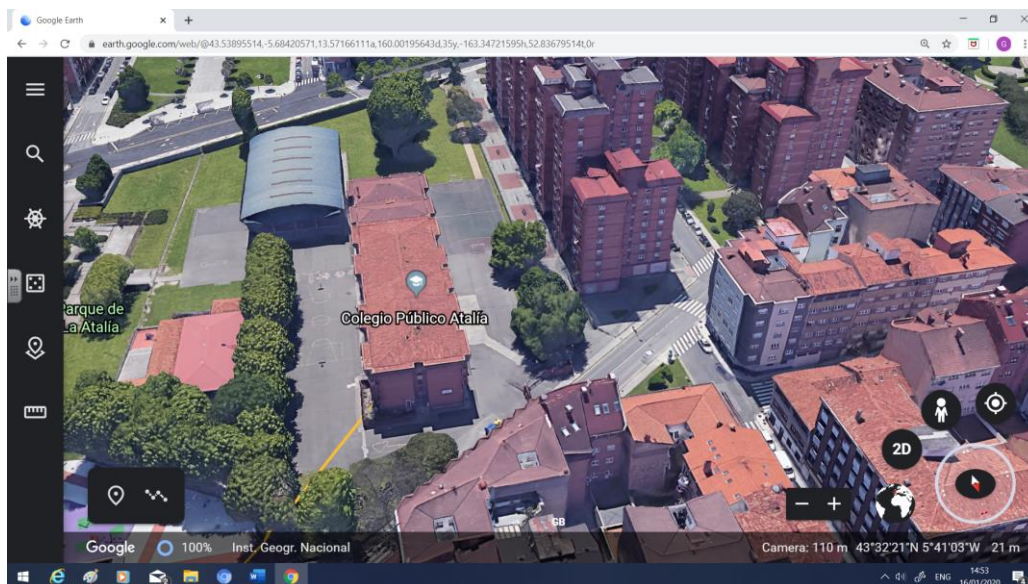 Google Earth
earth.google.com/web/@43.53895514,-5.68420571,13.57166111a,160.00195643d,35y,-163.34721595h,52.83679514t,0r
G
Parque de
La Atalía
Colegio Público Atalía
2D
GB
Google
100%
Inst. Geogr. Nacional
Camera: 110 m 43°32'21"N 5°41'03"W 21 m
ENG
14:53
16/01/2020